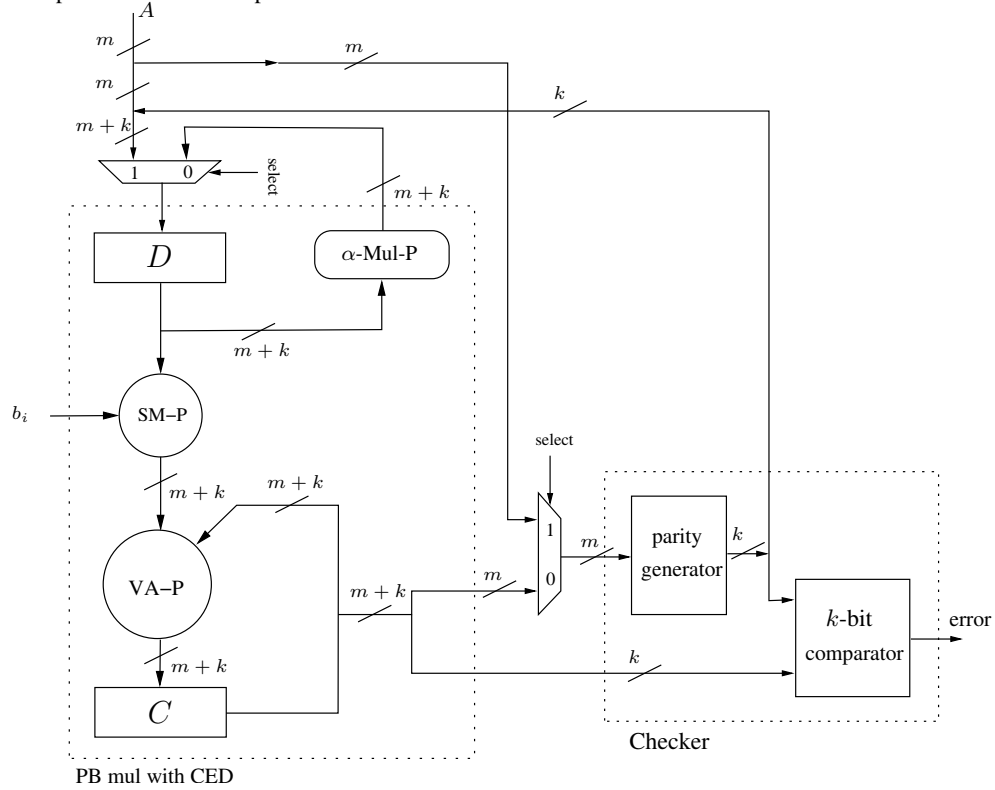 A
m
m
m
k
m + k
1 0
select
m + k
D
α-Mul-P
m + k
b_i
SM–P
select
m + k
m + k
1
parity
generator
k
m
0
VA–P
m + k
m
k-bit
comparator
error
m + k
k
C
Checker
PB mul with CED